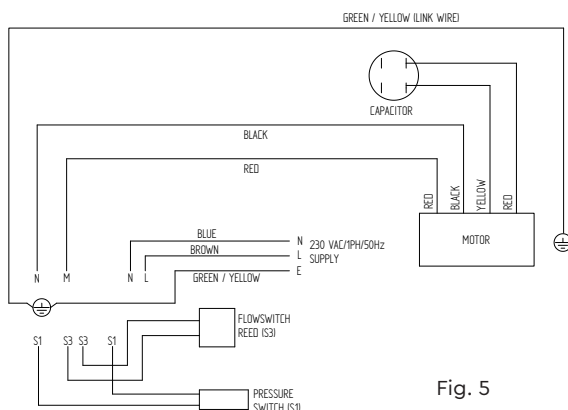 GREEN / YELLOW (LINK WIRE)
CAPACITOR
BLACK
RED
RED
BLACK
YELLOW
RED
MOTOR
BLUE
BROWN
GREEN / YELLOW
N 230 VAC/1PH/50Hz
L SUPPLY
E
N M N L
S1 S3 S3 S1
FLOWSWITCH
REED (S3)
PRESSURE
SWITCH (S1)
Fig. 5